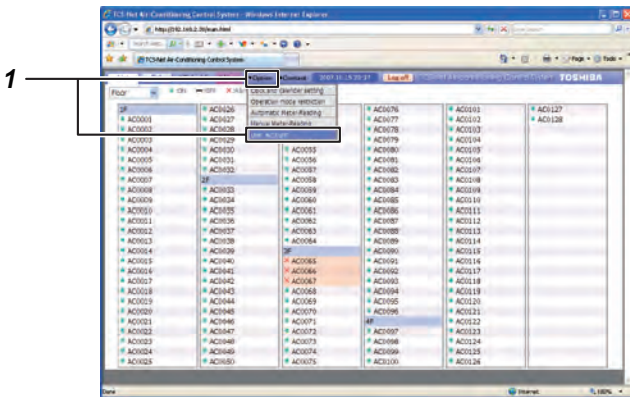 TCS-Net Air-Conditioning Control System - Windows Internet Explorer
TCS-Net Air-Conditioning Control System
1
Option
Contact
Log off
TOSHIBA
Floor
ON
OFF
Operation mode restriction
Automatic Meter-Reading
Manual Meter-Reading
User Account
1F
AC0001
AC0002
AC0003
AC0004
AC0005
AC0006
AC0007
AC0008
AC0009
AC0010
AC0011
AC0012
AC0013
AC0014
AC0015
AC0016
AC0017
AC0018
AC0019
AC0020
AC0021
AC0022
AC0023
AC0024
AC0025
AC0026
AC0027
AC0028
AC0029
AC0030
AC0031
AC0032
2F
AC0033
AC0034
AC0035
AC0036
AC0037
AC0038
AC0039
AC0040
AC0041
AC0042
AC0043
AC0044
AC0045
AC0046
AC0047
AC0048
AC0049
AC0050
AC0055
AC0056
AC0057
AC0058
AC0059
AC0060
AC0061
AC0062
AC0063
AC0064
3F
AC0065
AC0066
AC0067
AC0068
AC0069
AC0070
AC0071
AC0072
AC0073
AC0074
AC0075
AC0076
AC0077
AC0078
AC0079
AC0080
AC0081
AC0082
AC0083
AC0084
AC0085
AC0086
AC0087
AC0088
AC0089
AC0090
AC0091
AC0092
AC0093
AC0094
AC0095
AC0096
4F
AC0097
AC0098
AC0099
AC0100
AC0101
AC0102
AC0103
AC0104
AC0105
AC0106
AC0107
AC0108
AC0109
AC0110
AC0111
AC0112
AC0113
AC0114
AC0115
AC0116
AC0117
AC0118
AC0119
AC0120
AC0121
AC0122
AC0123
AC0124
AC0125
AC0126
AC0127
AC0128
Done
Internet
100%